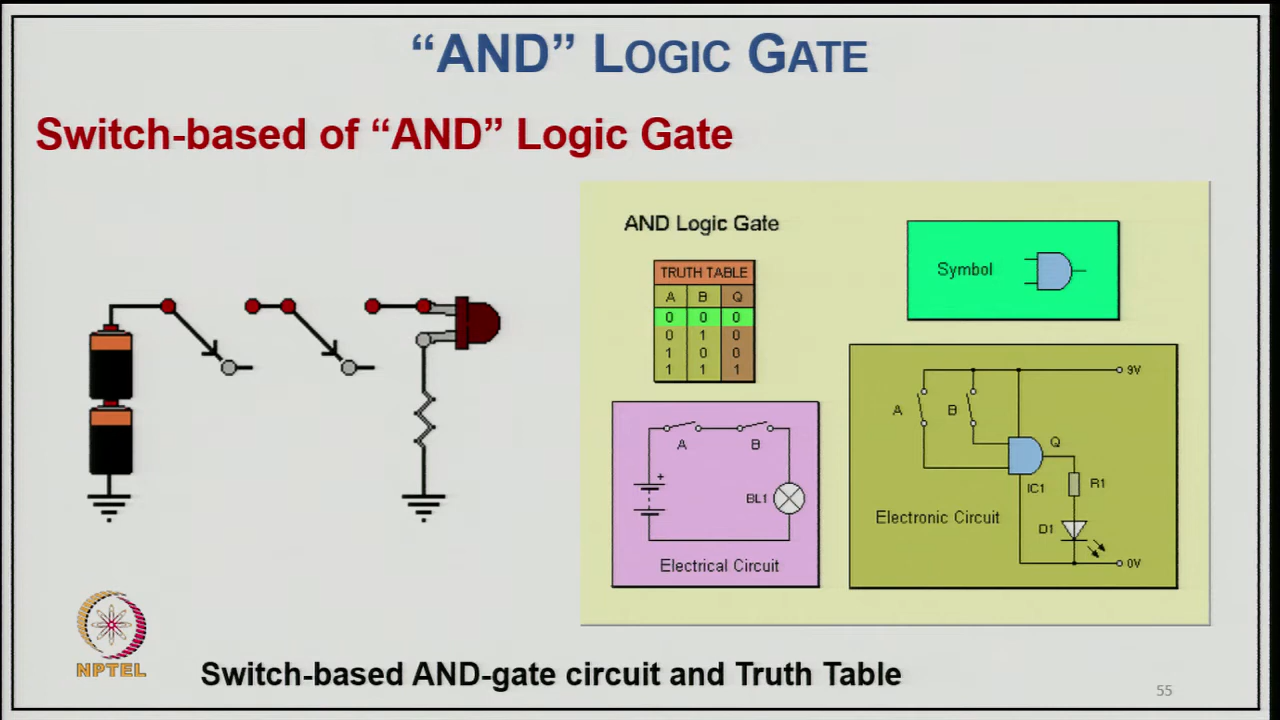 “AND” LOGIC GATE
Switch-based of “AND” Logic Gate
AND Logic Gate
TRUTH TABLE
A B Q
0 0 0
0 1 0
1 0 0
1 1 1
Symbol
A B
+
BL1
Electrical Circuit
9V
A B
Q
IC1 R1
Electronic Circuit
D1
0V
NPTEL
Switch-based AND-gate circuit and Truth Table
55